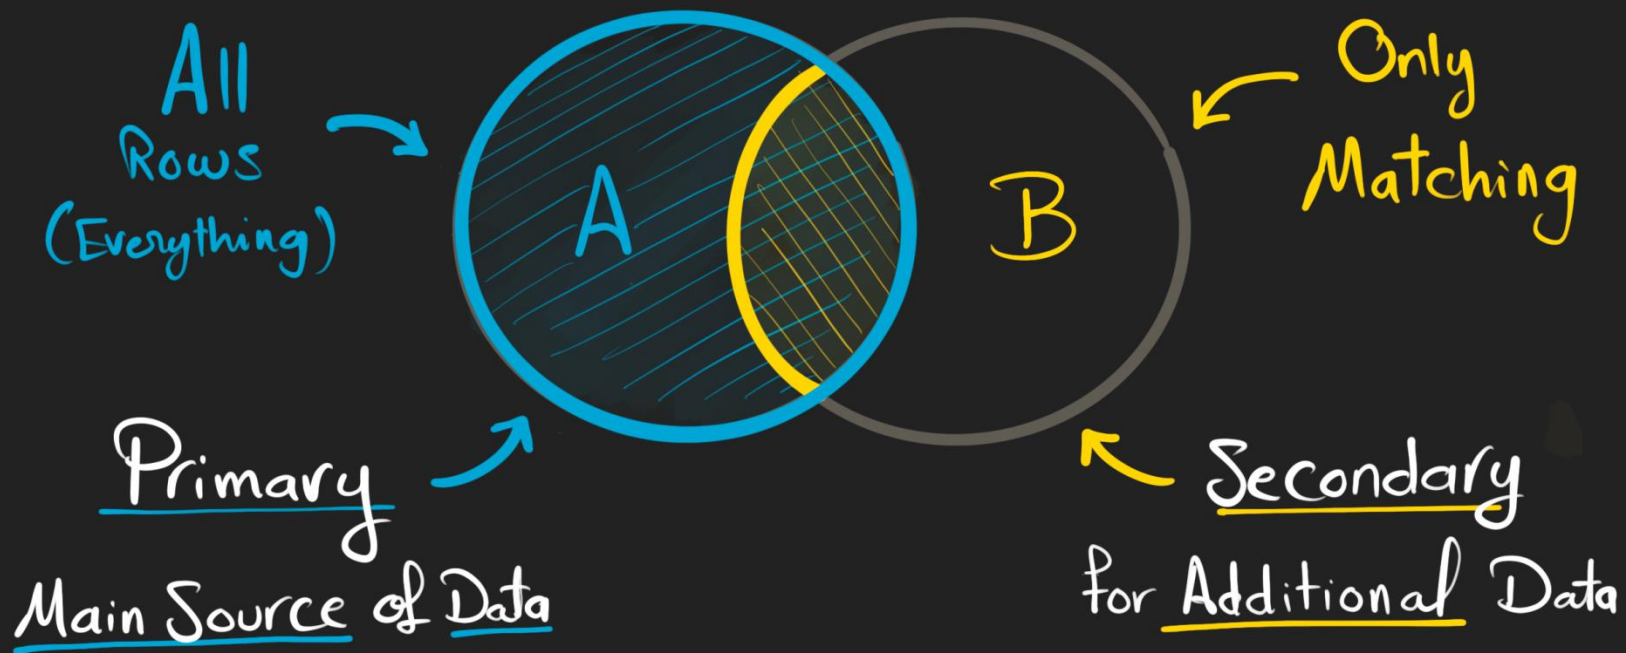 All
Rows
(Everything)
A
B
Only
Matching
Primary
Main Source of Data
Secondary
for Additional Data